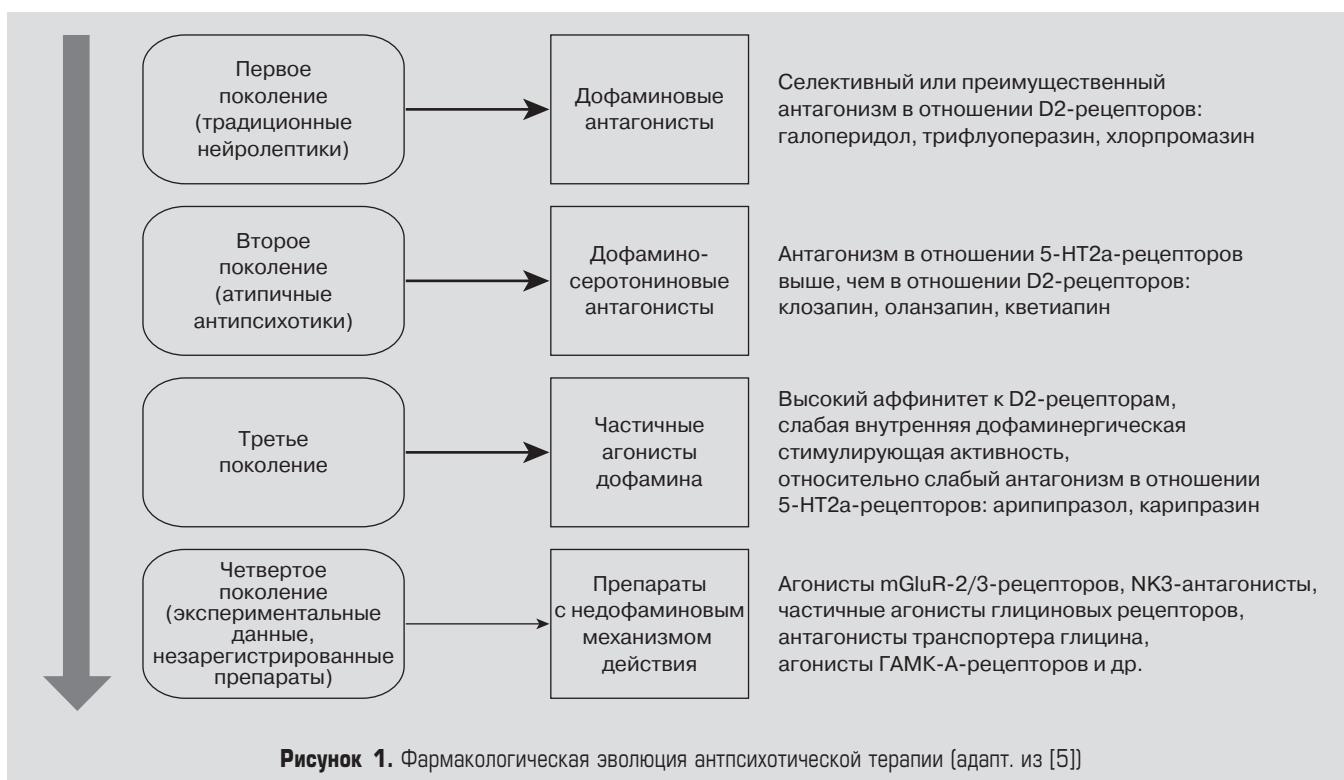 Первое
поколение
(традиционные
нейролептики)
Дофаминовые
антагонисты
Селективный или преимущественный
антагонизм в отношении D2-рецепторов:
галоперидол, трифлуоперазин, хлорпромазин
Второе
поколение
(атипичные
антипсихотики)
Дофамино-
серотониновые
антагонисты
Антагонизм в отношении 5-НТ2а-рецепторов
выше, чем в отношении D2-рецепторов:
клозапин, оланзапин, кветиапин
Третье
поколение
Частичные
агонисты
дофамина
Высокий аффинитет к D2-рецепторам,
слабая внутренняя дофаминергическая
стимулирующая активность,
относительно слабый антагонизм в отношении
5-НТ2а-рецепторов: арипипразол, карипразин
Четвертое
поколение
(экспериментальные
данные,
незарегистрированные
препараты)
Препараты
с недофаминовым
механизмом
действия
Агонисты mGluR-2/3-рецепторов, NK3-антагонисты,
частичные агонисты глициновых рецепторов,
антагонисты транспортера глицина,
агонисты ГАМК-А-рецепторов и др.
Рисунок 1. Фармакологическая эволюция антпсихотической терапии (адапт. из [5])